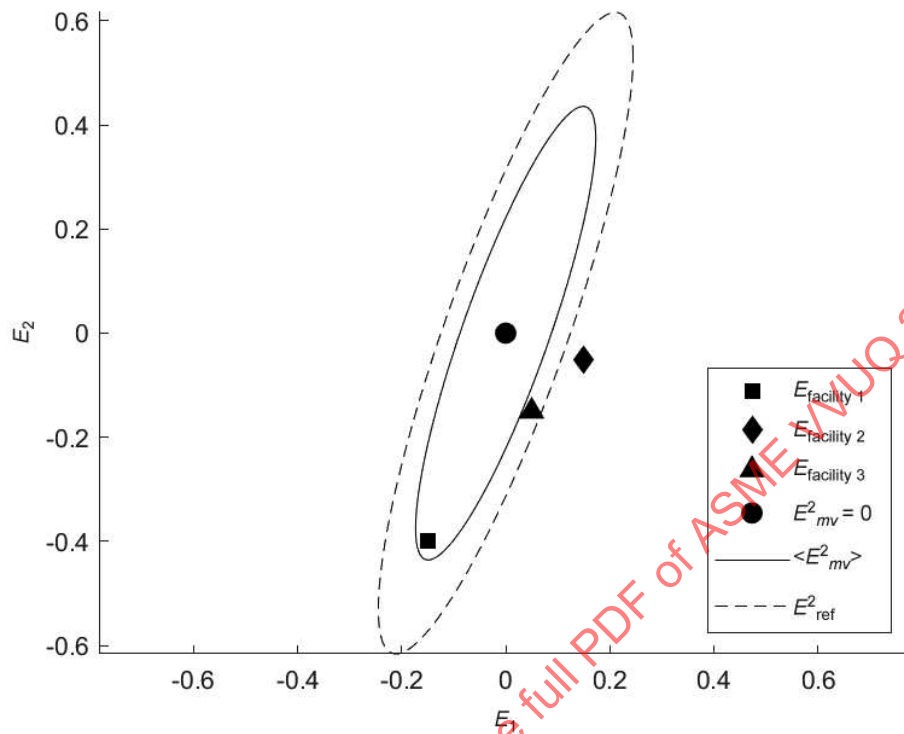 0.6
0.4
0.2
0
-0.2
-0.4
-0.6
E2
-0.6 -0.4 -0.2 0 0.2 0.4 0.6
E1
Efacility 1
Efacility 2
Efacility 3
E²mv = 0
<E²mv>
E²ref
full PDF of ASME VVUQ